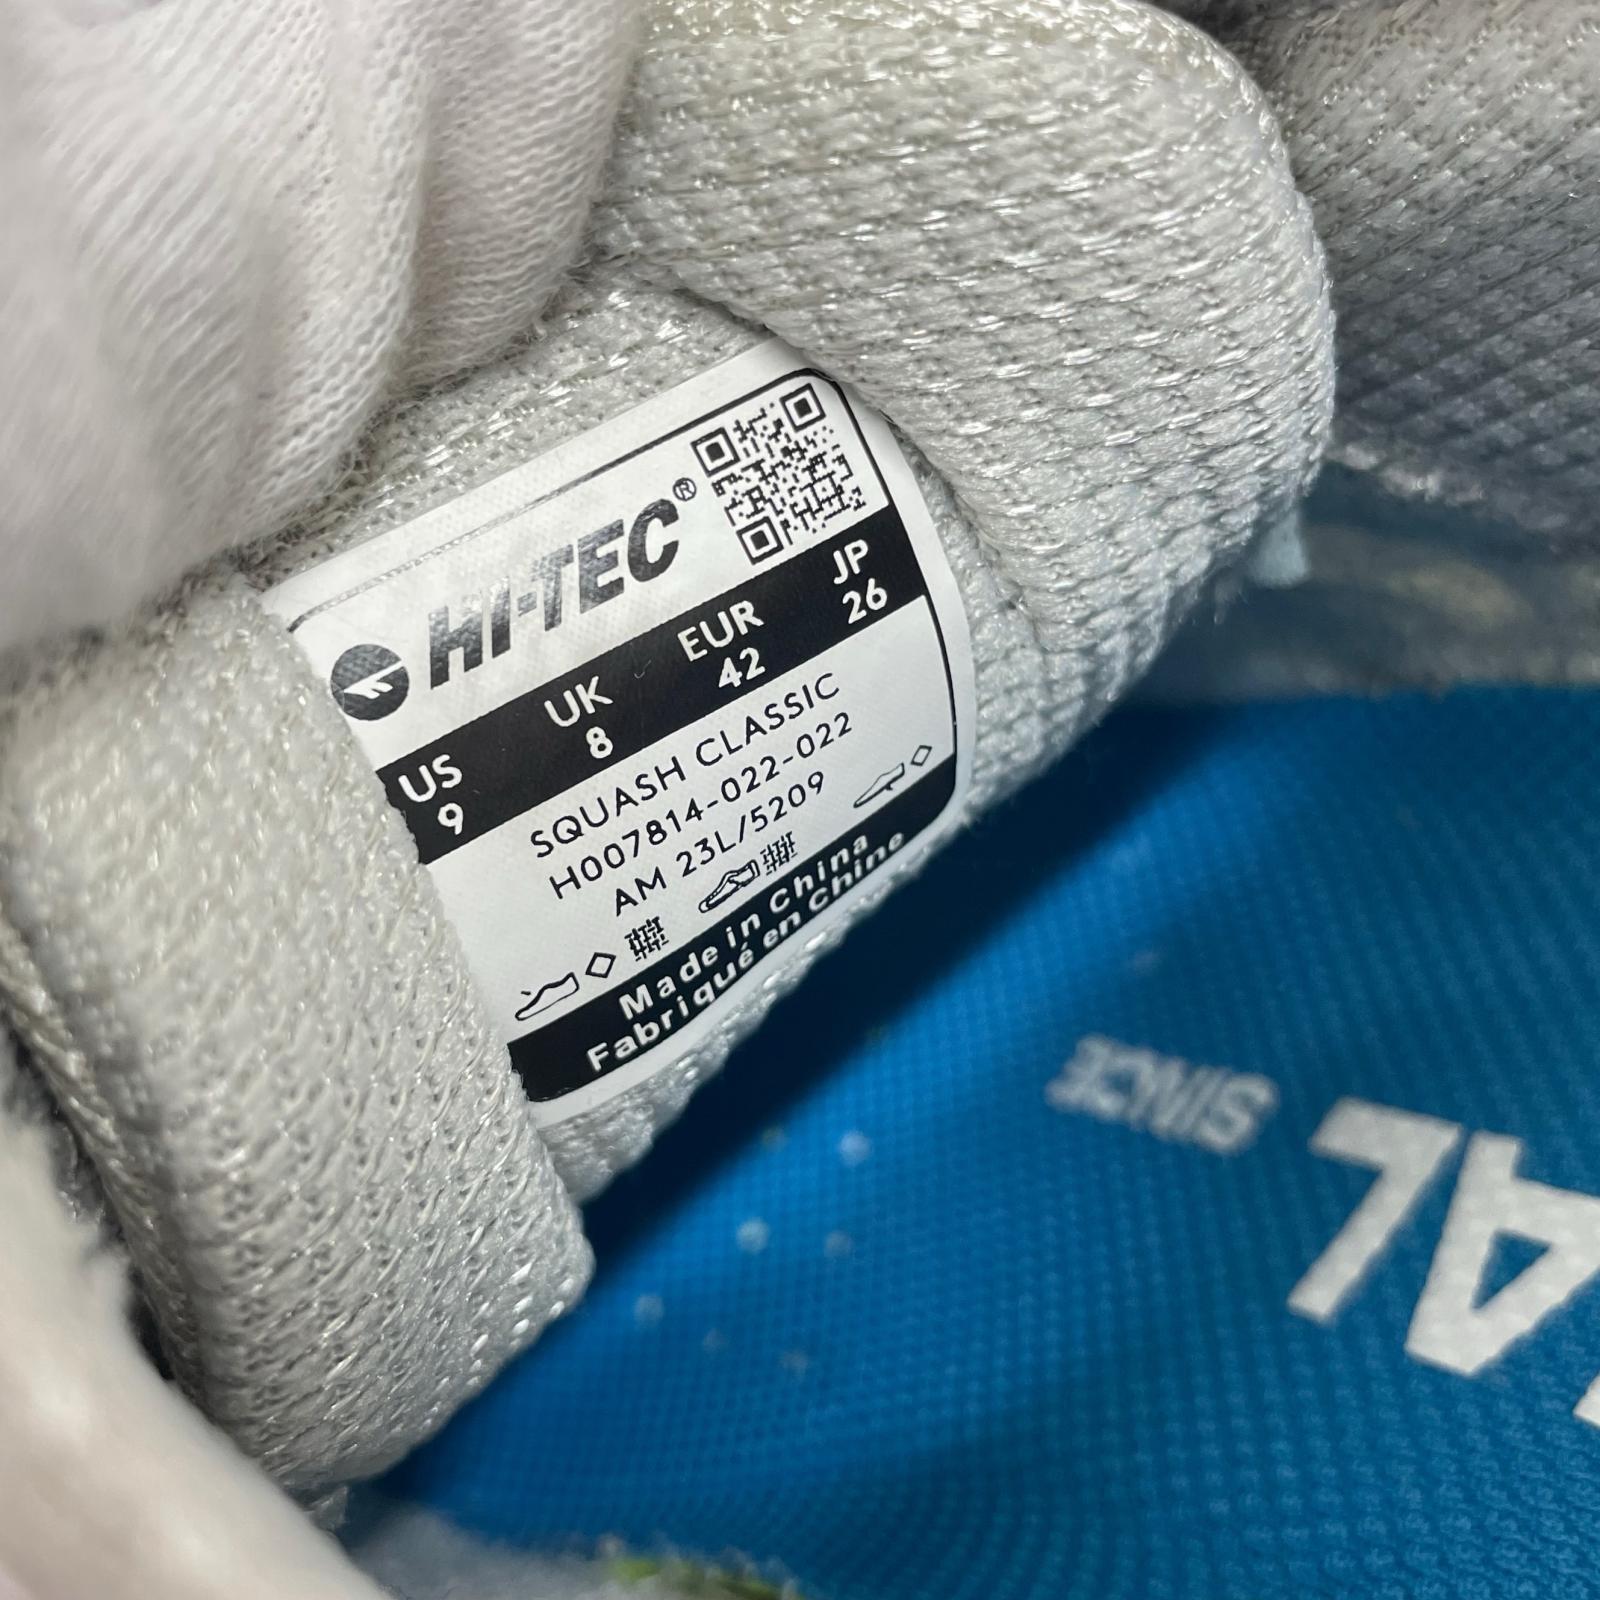 HI-TEC®
US UK EUR JP
9 8 42 26
SQUASH CLASSIC
H007814-022-022
AM 23L/5209
Made in China
Fabriqué en Chine
SINCE
AL